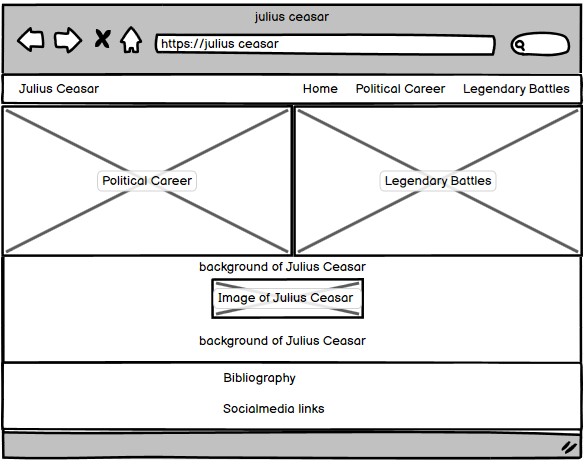 julius ceasar
https://julius ceasar
Julius Ceasar Home Political Career Legendary Battles
Political Career Legendary Battles
background of Julius Ceasar
Image of Julius Ceasar
background of Julius Ceasar
Bibliography
Socialmedia links